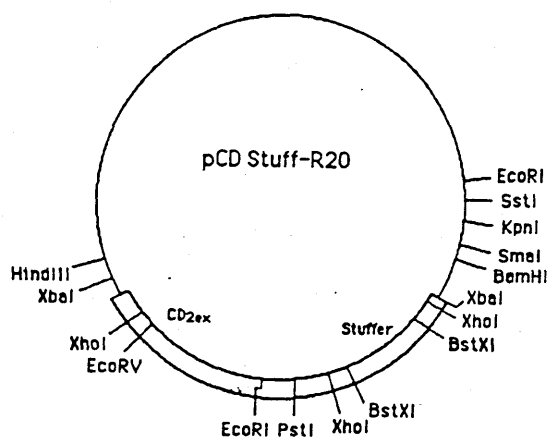 pCD Stuff-R20
EcoRI
SstI
KpnI
SmaI
BamHI
XbaI
XhoI
BstXI
HindIII
XbaI
XhoI
EcoRV
CD2ex
Stuffer
EcoRI
PstI
XhoI
BstXI